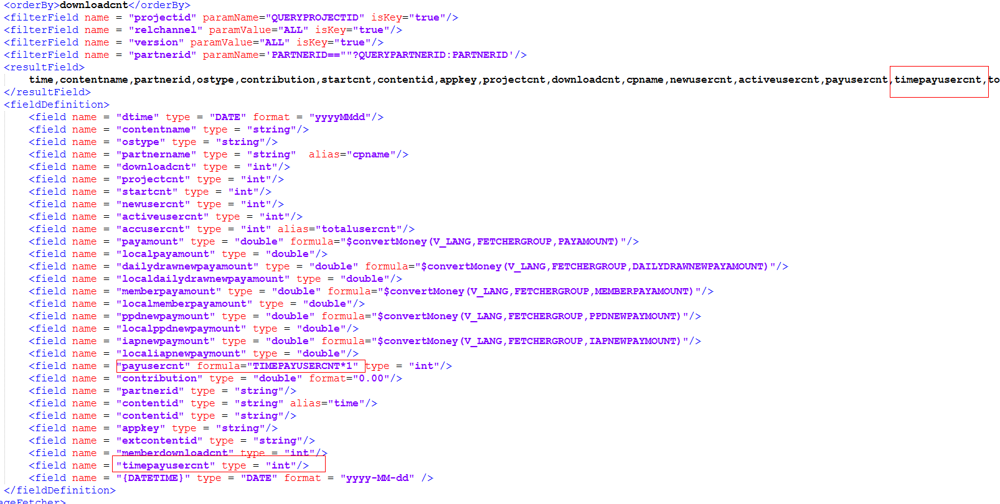 <orderBy>downloadcnt</orderBy>
<filterField name = "projectid" paramName="QUERYPROJECTID" isKey="true"/>
<filterField name = "relchannel" paramValue="ALL" isKey="true"/>
<filterField name = "version" paramValue="ALL" isKey="true"/>
<filterField name = "partnerid" paramName='PARTNERID==""?QUERYPARTNERID:PARTNERID'/>
<resultField>
time,contentname,partnerid,ostype,contribution,startcnt,contentid,appkey,projectcnt,downloadcnt,cpname,newusercnt,activeusercnt,payusercnt,timepayusercnt,to
</resultField>
<fieldDefinition>
<field name = "dtime" type = "DATE" format = "yyyyMMdd"/>
<field name = "contentname" type = "string"/>
<field name = "ostype" type = "string"/>
<field name = "partnername" type = "string"  alias="cpname"/>
<field name = "downloadcnt" type = "int"/>
<field name = "projectcnt" type = "int"/>
<field name = "startcnt" type = "int"/>
<field name = "newusercnt" type = "int"/>
<field name = "activeusercnt" type = "int"/>
<field name = "accusercnt" type = "int" alias="totalusercnt"/>
<field name = "payamount" type = "double" formula="$convertMoney(V_LANG,FETCHERGROUP,PAYAMOUNT)"/>
<field name = "localpayamount" type = "double"/>
<field name = "dailydrawnewpayamount" type = "double" formula="$convertMoney(V_LANG,FETCHERGROUP,DAILYDRAWNEWPAYAMOUNT)"/>
<field name = "localdailydrawnewpayamount" type = "double"/>
<field name = "memberpayamount" type = "double" formula="$convertMoney(V_LANG,FETCHERGROUP,MEMBERPAYAMOUNT)"/>
<field name = "localmemberpayamount" type = "double"/>
<field name = "ppdnewpaymount" type = "double" formula="$convertMoney(V_LANG,FETCHERGROUP,PPDNEWPAYMOUNT)"/>
<field name = "localppdnewpaymount" type = "double"/>
<field name = "iapnewpaymount" type = "double" formula="$convertMoney(V_LANG,FETCHERGROUP,IAPNEWPAYMOUNT)"/>
<field name = "localiapnewpaymount" type = "double"/>
<field name = "payusercnt" formula="TIMEPAYUSERCNT*1" type = "int"/>
<field name = "contribution" type = "double" format="0.00"/>
<field name = "partnerid" type = "string"/>
<field name = "contentid" type = "string" alias="time"/>
<field name = "contentid" type = "string"/>
<field name = "appkey" type = "string"/>
<field name = "extcontentid" type = "string"/>
<field name = "memberdownloadcnt" type = "int"/>
<field name = "timepayusercnt" type = "int"/>
<field name = "{DATETIME}" type = "DATE" format = "yyyy-MM-dd" />
</fieldDefinition>
ageFetcher>